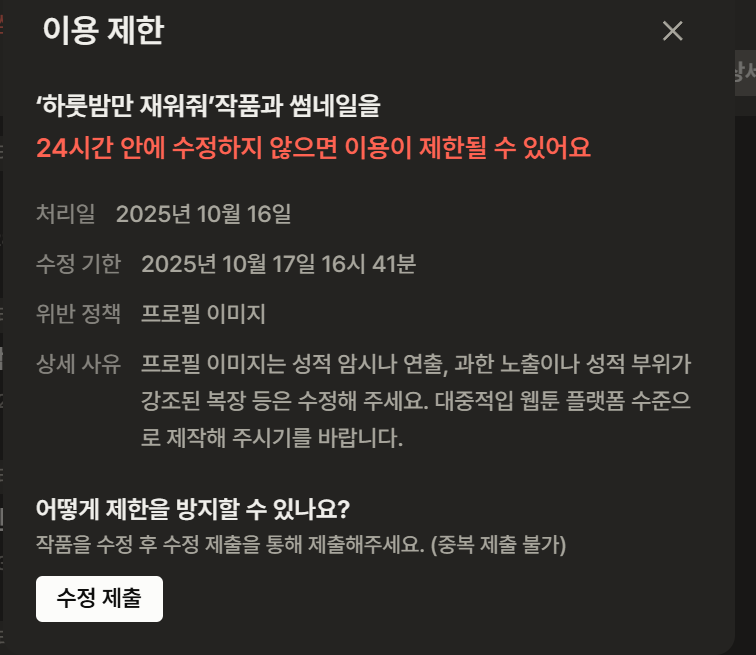 이용 제한
‘하룻밤만 재워줘’작품과 썸네일을
24시간 안에 수정하지 않으면 이용이 제한될 수 있어요
처리일 2025년 10월 16일
수정 기한 2025년 10월 17일 16시 41분
위반 정책 프로필 이미지
상세 사유 프로필 이미지는 성적 암시나 연출, 과한 노출이나 성적 부위가
강조된 복장 등은 수정해 주세요. 대중적입 웹툰 플랫폼 수준으
로 제작해 주시기를 바랍니다.
어떻게 제한을 방지할 수 있나요?
작품을 수정 후 수정 제출을 통해 제출해주세요. (중복 제출 불가)
수정 제출